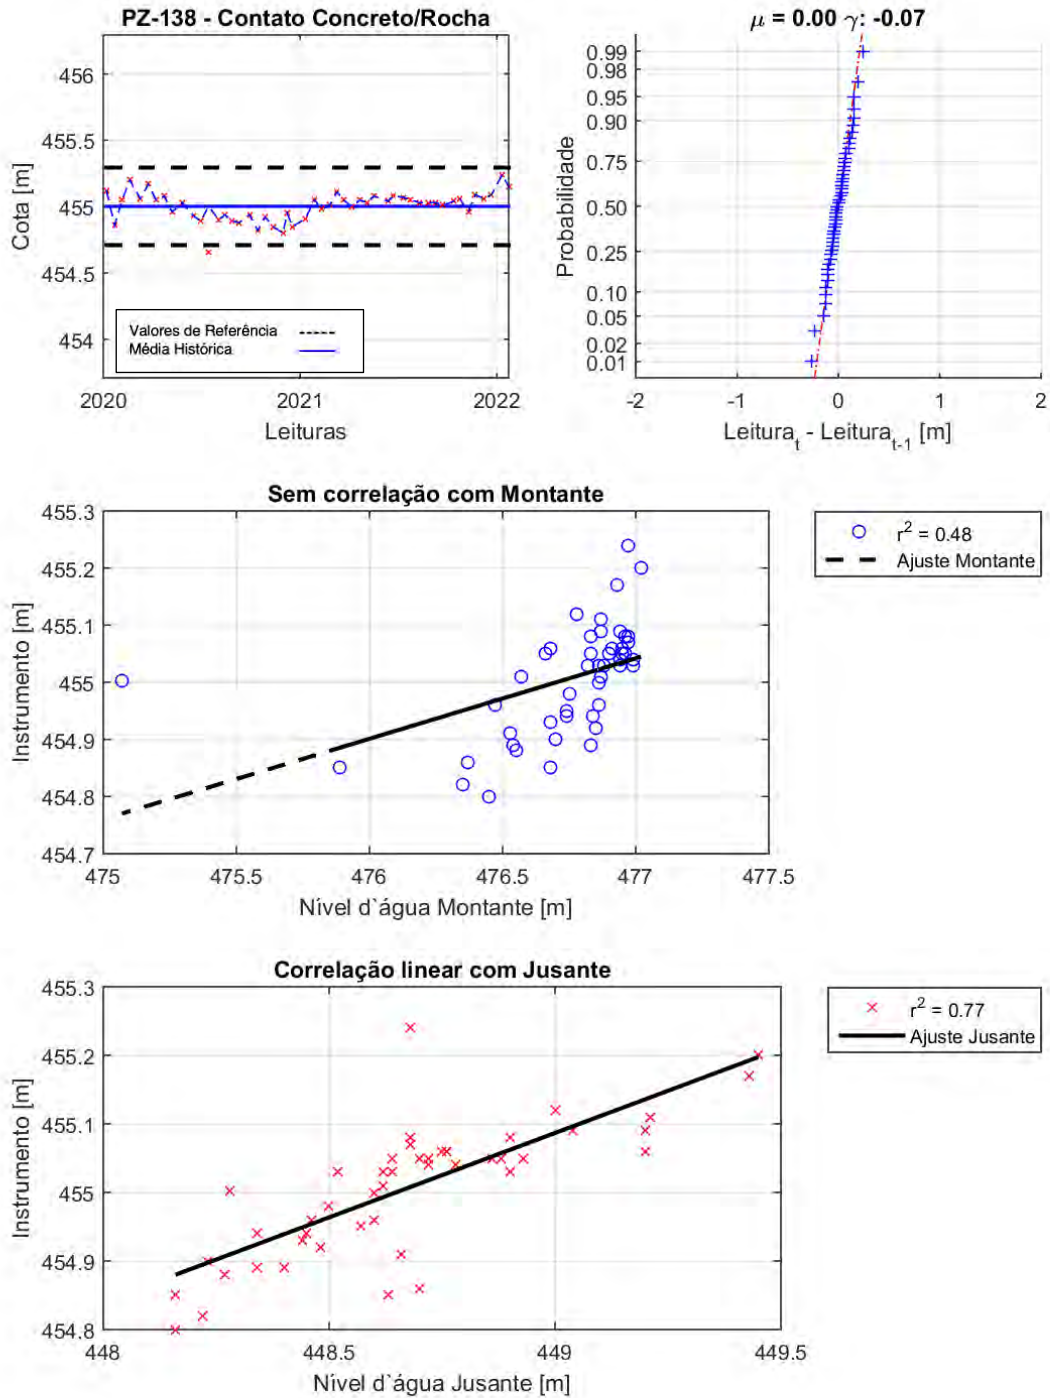 PZ-138 - Contato Concreto/Rocha
456
455.5
455
454.5
454
Cota [m]
Valores de Referência
Média Histórica
2020
2021
2022
Leituras
μ = 0.00 γ: -0.07
0.99
0.98
0.95
0.90
0.75
0.50
0.25
0.10
0.05
0.02
0.01
Probabilidade
-2
-1
0
1
2
Leitura_t - Leitura_t-1 [m]
Sem correlação com Montante
455.3
455.2
455.1
455
454.9
454.8
454.7
Instrumento [m]
475
475.5
476
476.5
477
477.5
Nível d`água Montante [m]
r² = 0.48
Ajuste Montante
Correlação linear com Jusante
455.3
455.2
455.1
455
454.9
454.8
Instrumento [m]
448
448.5
449
449.5
Nível d`água Jusante [m]
r² = 0.77
Ajuste Jusante